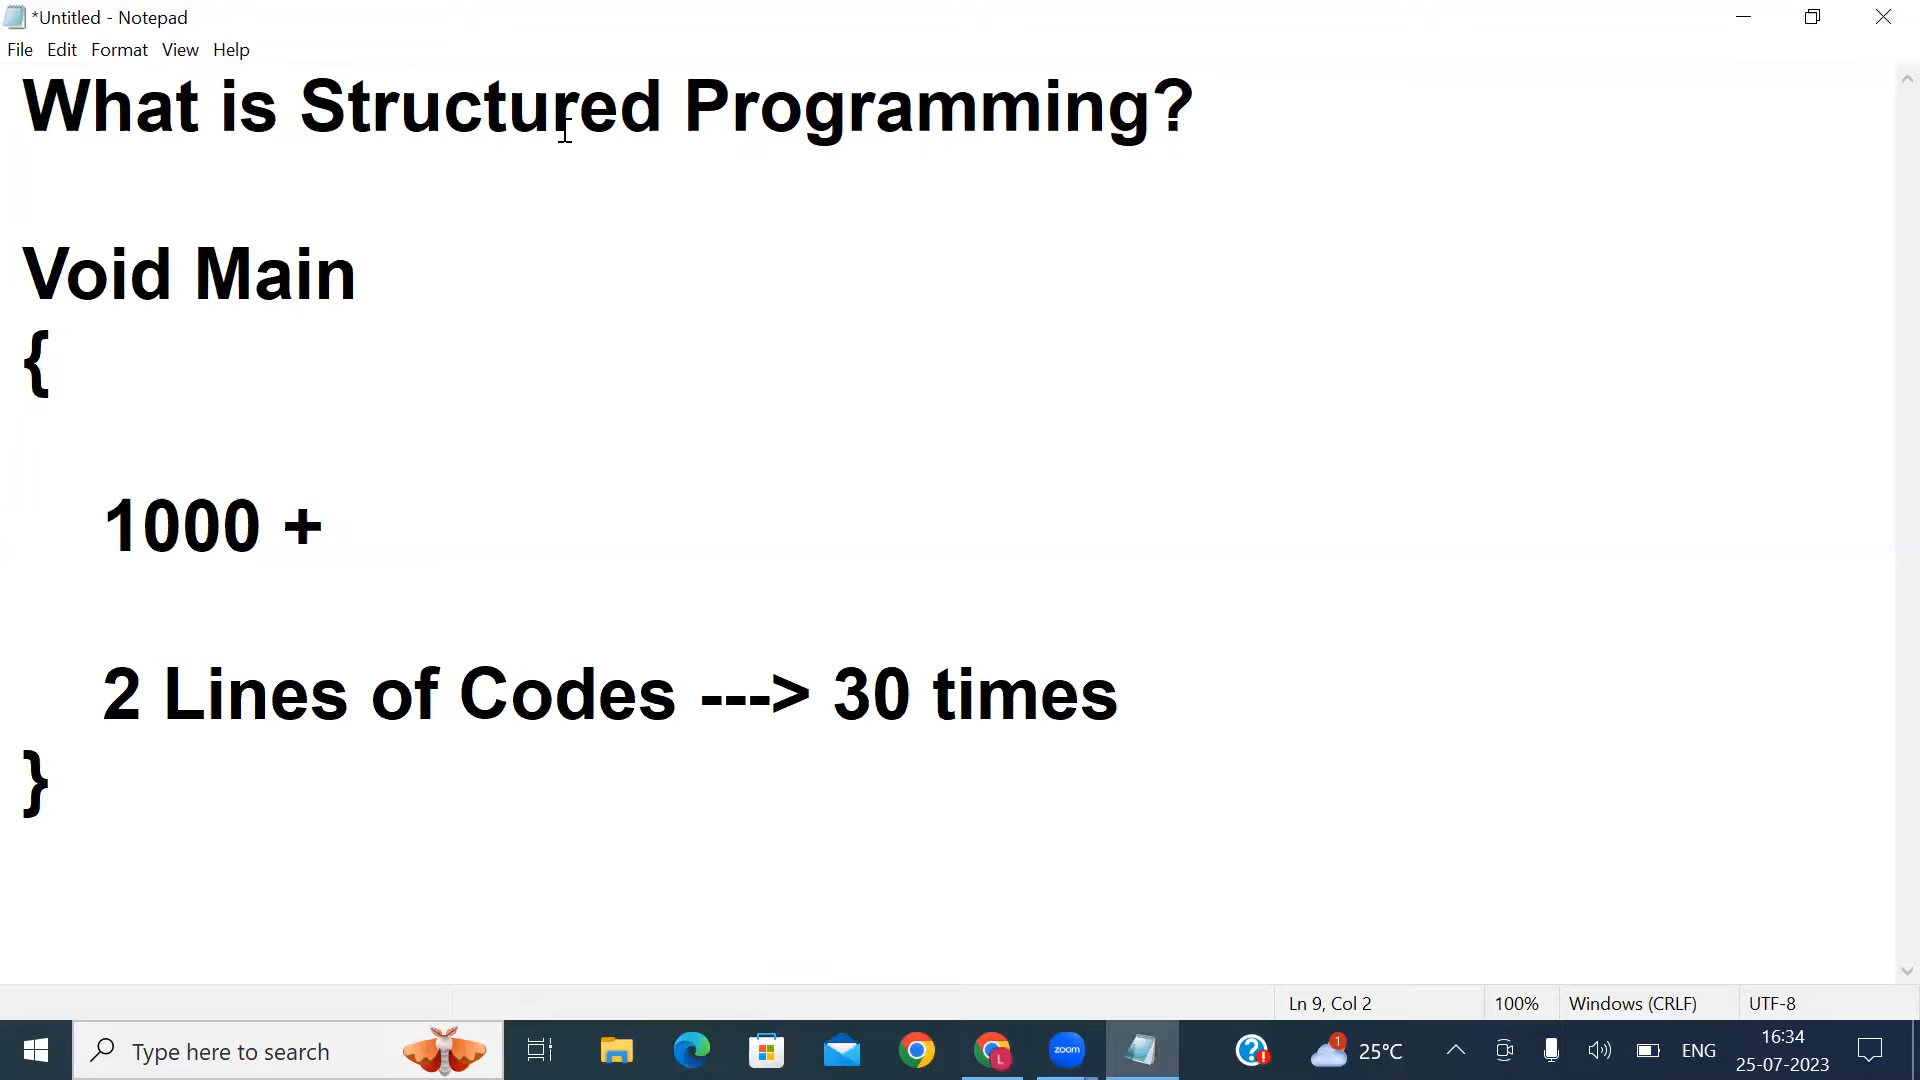 *Untitled - Notepad
File Edit Format View Help
What is Structured Programming?
Void Main
{
1000 +
2 Lines of Codes ---> 30 times
}
Ln 9, Col 2 100% Windows (CRLF) UTF-8
Type here to search
L
zoom
1
25°C
ENG
16:34
25-07-2023